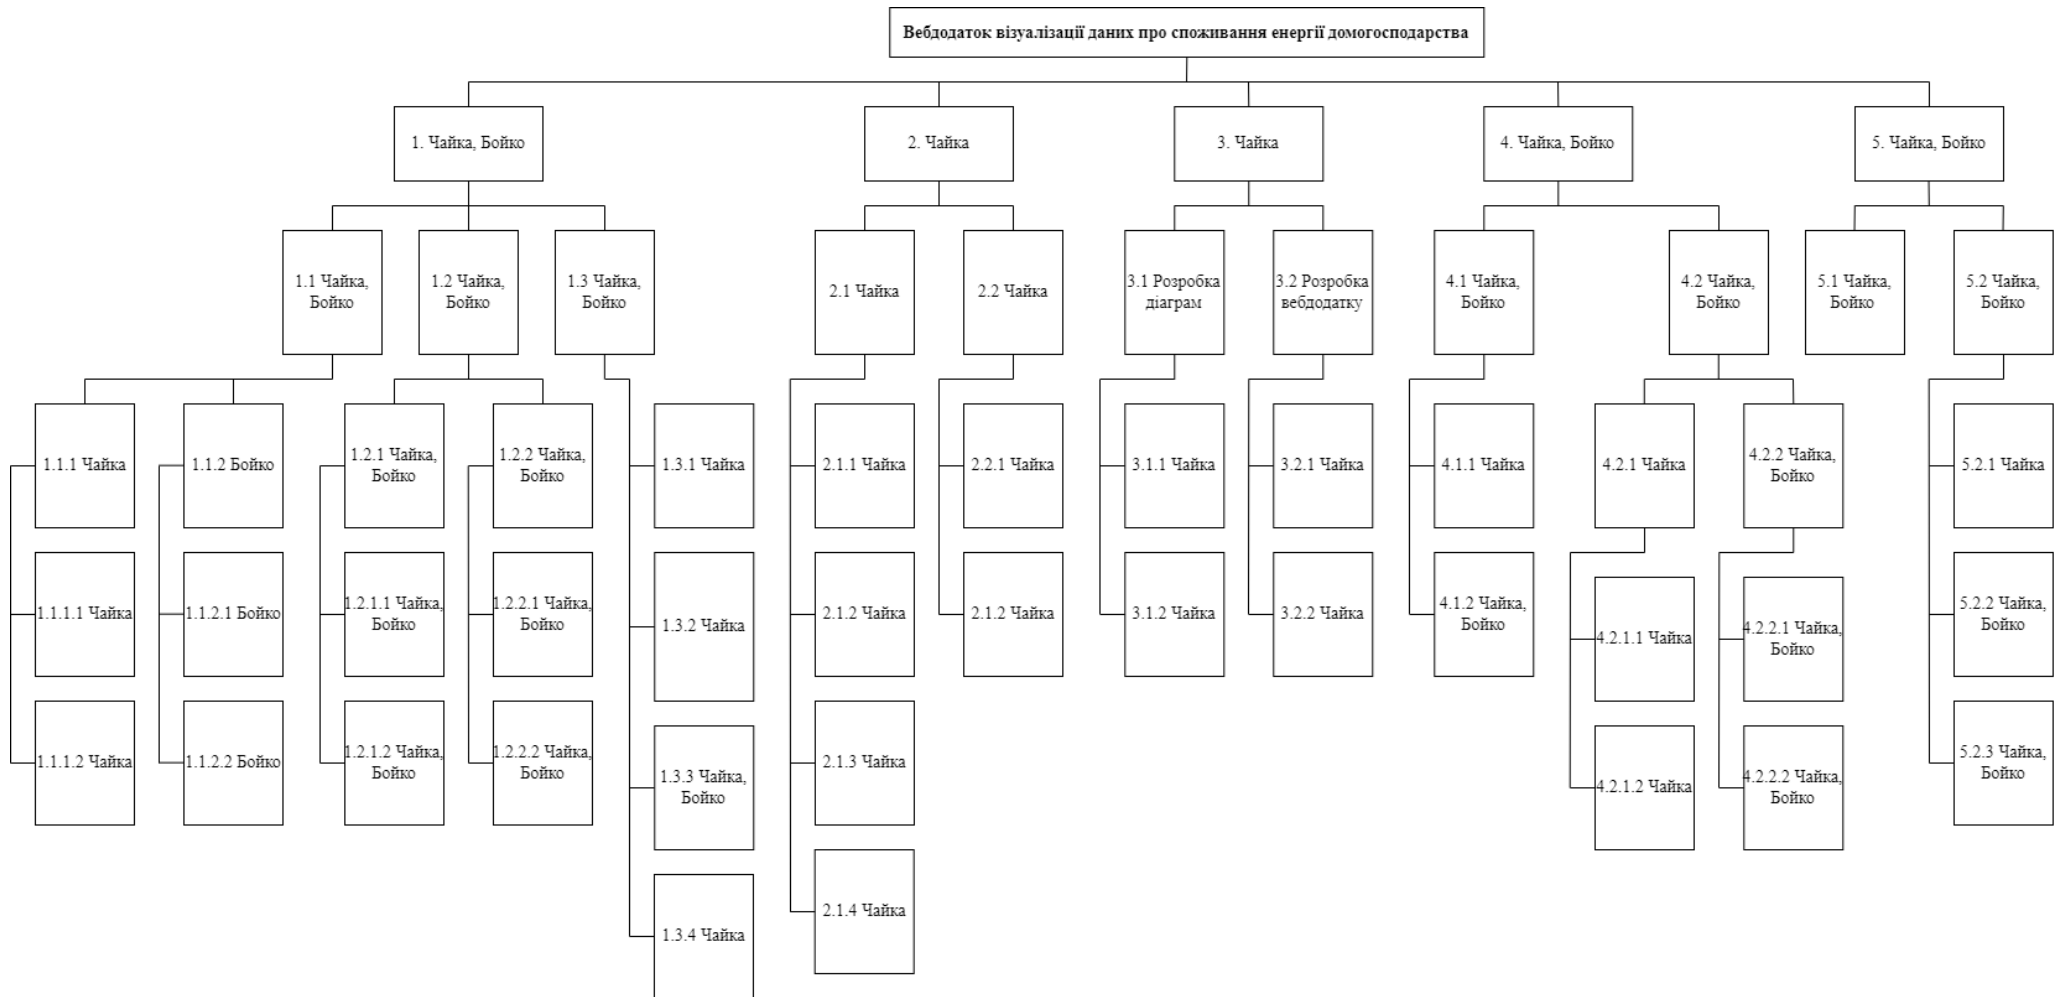 Вебдодаток візуалізації даних про споживання енергії домогосподарства
1. Чайка, Бойко
2. Чайка
3. Чайка
4. Чайка, Бойко
5. Чайка, Бойко
1.1 Чайка,
Бойко
1.2 Чайка,
Бойко
1.3 Чайка,
Бойко
2.1 Чайка
2.2 Чайка
3.1 Розробка
діаграм
3.2 Розробка
вебдодатку
4.1 Чайка,
Бойко
4.2 Чайка,
Бойко
5.1 Чайка,
Бойко
5.2 Чайка,
Бойко
1.1.1 Чайка
1.1.2 Бойко
1.2.1 Чайка,
Бойко
1.2.2 Чайка,
Бойко
1.3.1 Чайка
2.1.1 Чайка
2.2.1 Чайка
3.1.1 Чайка
3.2.1 Чайка
4.1.1 Чайка
4.2.1 Чайка
4.2.2 Чайка,
Бойко
5.2.1 Чайка
1.1.1.1 Чайка
1.1.2.1 Бойко
1.2.1.1 Чайка,
Бойко
1.2.2.1 Чайка,
Бойко
1.3.2 Чайка
2.1.2 Чайка
2.1.2 Чайка
3.1.2 Чайка
3.2.2 Чайка
4.1.2 Чайка,
Бойко
4.2.1.1 Чайка
4.2.2.1 Чайка,
Бойко
5.2.2 Чайка,
Бойко
1.1.1.2 Чайка
1.1.2.2 Бойко
1.2.1.2 Чайка,
Бойко
1.2.2.2 Чайка,
Бойко
1.3.3 Чайка,
Бойко
2.1.3 Чайка
4.2.1.2 Чайка
4.2.2.2 Чайка,
Бойко
5.2.3 Чайка,
Бойко
1.3.4 Чайка
2.1.4 Чайка